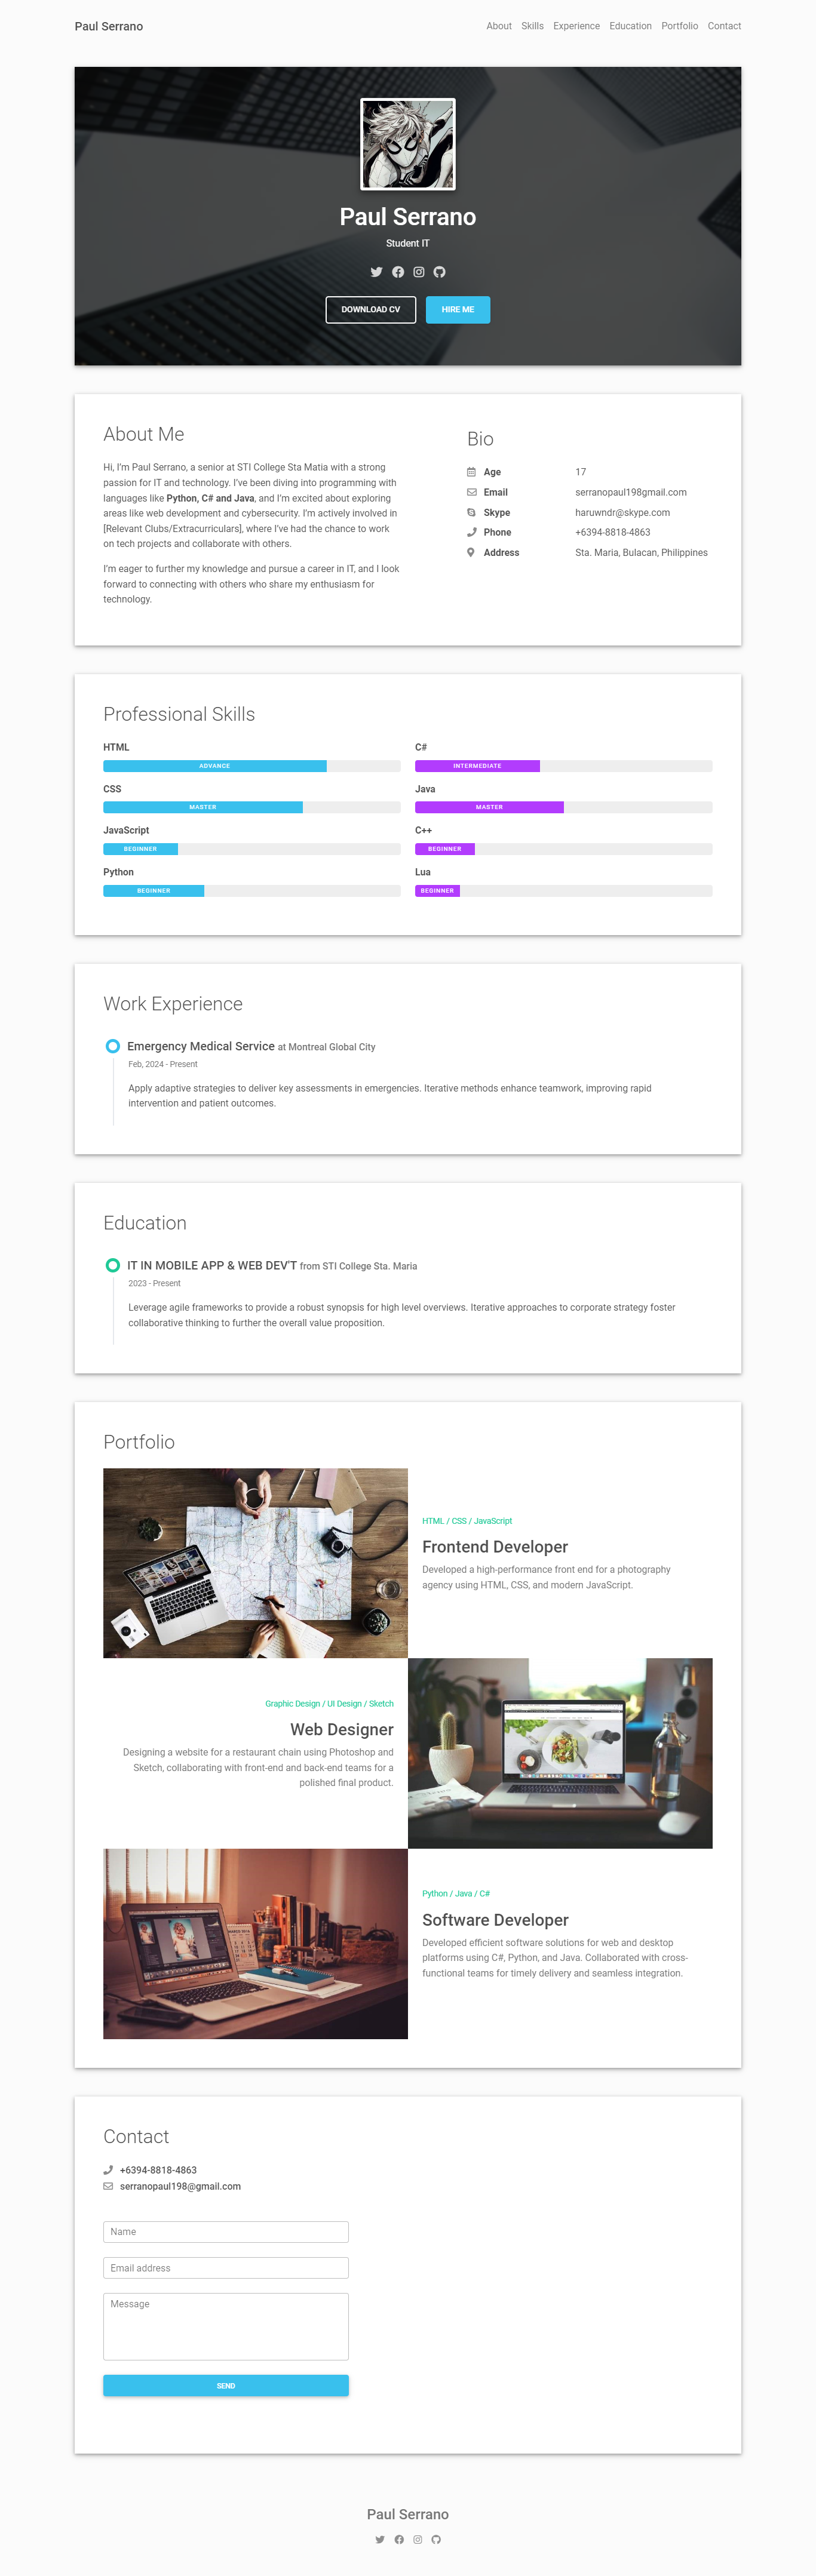 Paul Serrano
About Skills Experience Education Portfolio Contact
Paul Serrano
Student IT
DOWNLOAD CV HIRE ME
About Me
Hi, I'm Paul Serrano, a senior at STI College Sta Matia with a strong
passion for IT and technology. I've been diving into programming with
languages like Python, C# and Java, and I'm excited about exploring
areas like web development and cybersecurity. I'm actively involved in
[Relevant Clubs/Extracurriculars], where I've had the chance to work
on tech projects and collaborate with others.
I'm eager to further my knowledge and pursue a career in IT, and I look
forward to connecting with others who share my enthusiasm for
technology.
Bio
Age 17
Email serranopaul198gmail.com
Skype haruwndr@skype.com
Phone +6394-8818-4863
Address Sta. Maria, Bulacan, Philippines
Professional Skills
HTML
ADVANCE
CSS
MASTER
JavaScript
BEGINNER
Python
BEGINNER
C#
INTERMEDIATE
Java
MASTER
C++
BEGINNER
Lua
BEGINNER
Work Experience
Emergency Medical Service at Montreal Global City
Feb, 2024 - Present
Apply adaptive strategies to deliver key assessments in emergencies. Iterative methods enhance teamwork, improving rapid
intervention and patient outcomes.
Education
IT IN MOBILE APP & WEB DEV'T from STI College Sta. Maria
2023 - Present
Leverage agile frameworks to provide a robust synopsis for high level overviews. Iterative approaches to corporate strategy foster
collaborative thinking to further the overall value proposition.
Portfolio
HTML / CSS / JavaScript
Frontend Developer
Developed a high-performance front end for a photography
agency using HTML, CSS, and modern JavaScript.
Graphic Design / UI Design / Sketch
Web Designer
Designing a website for a restaurant chain using Photoshop and
Sketch, collaborating with front-end and back-end teams for a
polished final product.
Python / Java / C#
Software Developer
Developed efficient software solutions for web and desktop
platforms using C#, Python, and Java. Collaborated with cross-
functional teams for timely delivery and seamless integration.
Contact
+6394-8818-4863
serranopaul198@gmail.com
Name
Email address
Message
SEND
Paul Serrano